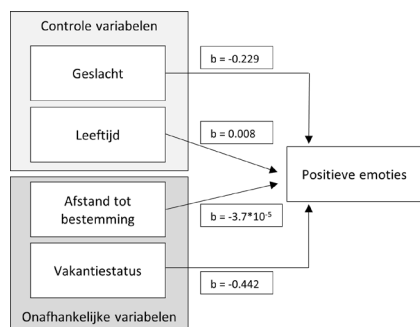 Controle variabelen
Geslacht
b = -0.229
Leeftijd
b = 0.008
Positieve emoties
Afstand tot
bestemming
b = -3.7*10-5
Vakantiestatus
b = -0.442
Onafhankelijke variabelen